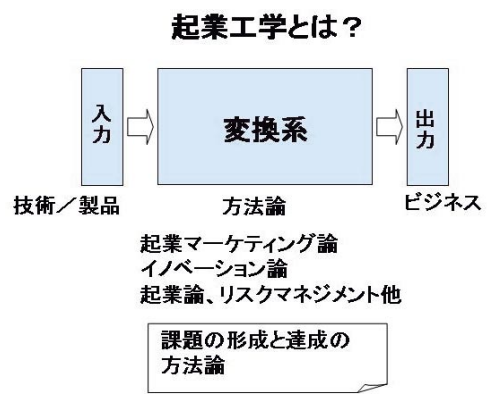 起業工学とは？
入力
変換系
出力
技術／製品
方法論
ビジネス
起業マーケティング論
イノベーション論
起業論、リスクマネジメント他
課題の形成と達成の
方法論